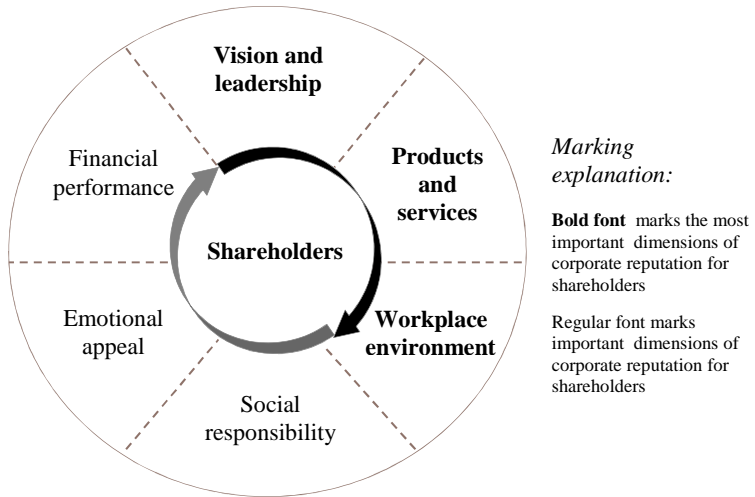 Vision and
leadership
Products
and
services
Workplace
environment
Social
responsibility
Emotional
appeal
Financial
performance
Shareholders
Marking
explanation:
Bold font marks the most
important dimensions of
corporate reputation for
shareholders
Regular font marks
important dimensions of
corporate reputation for
shareholders